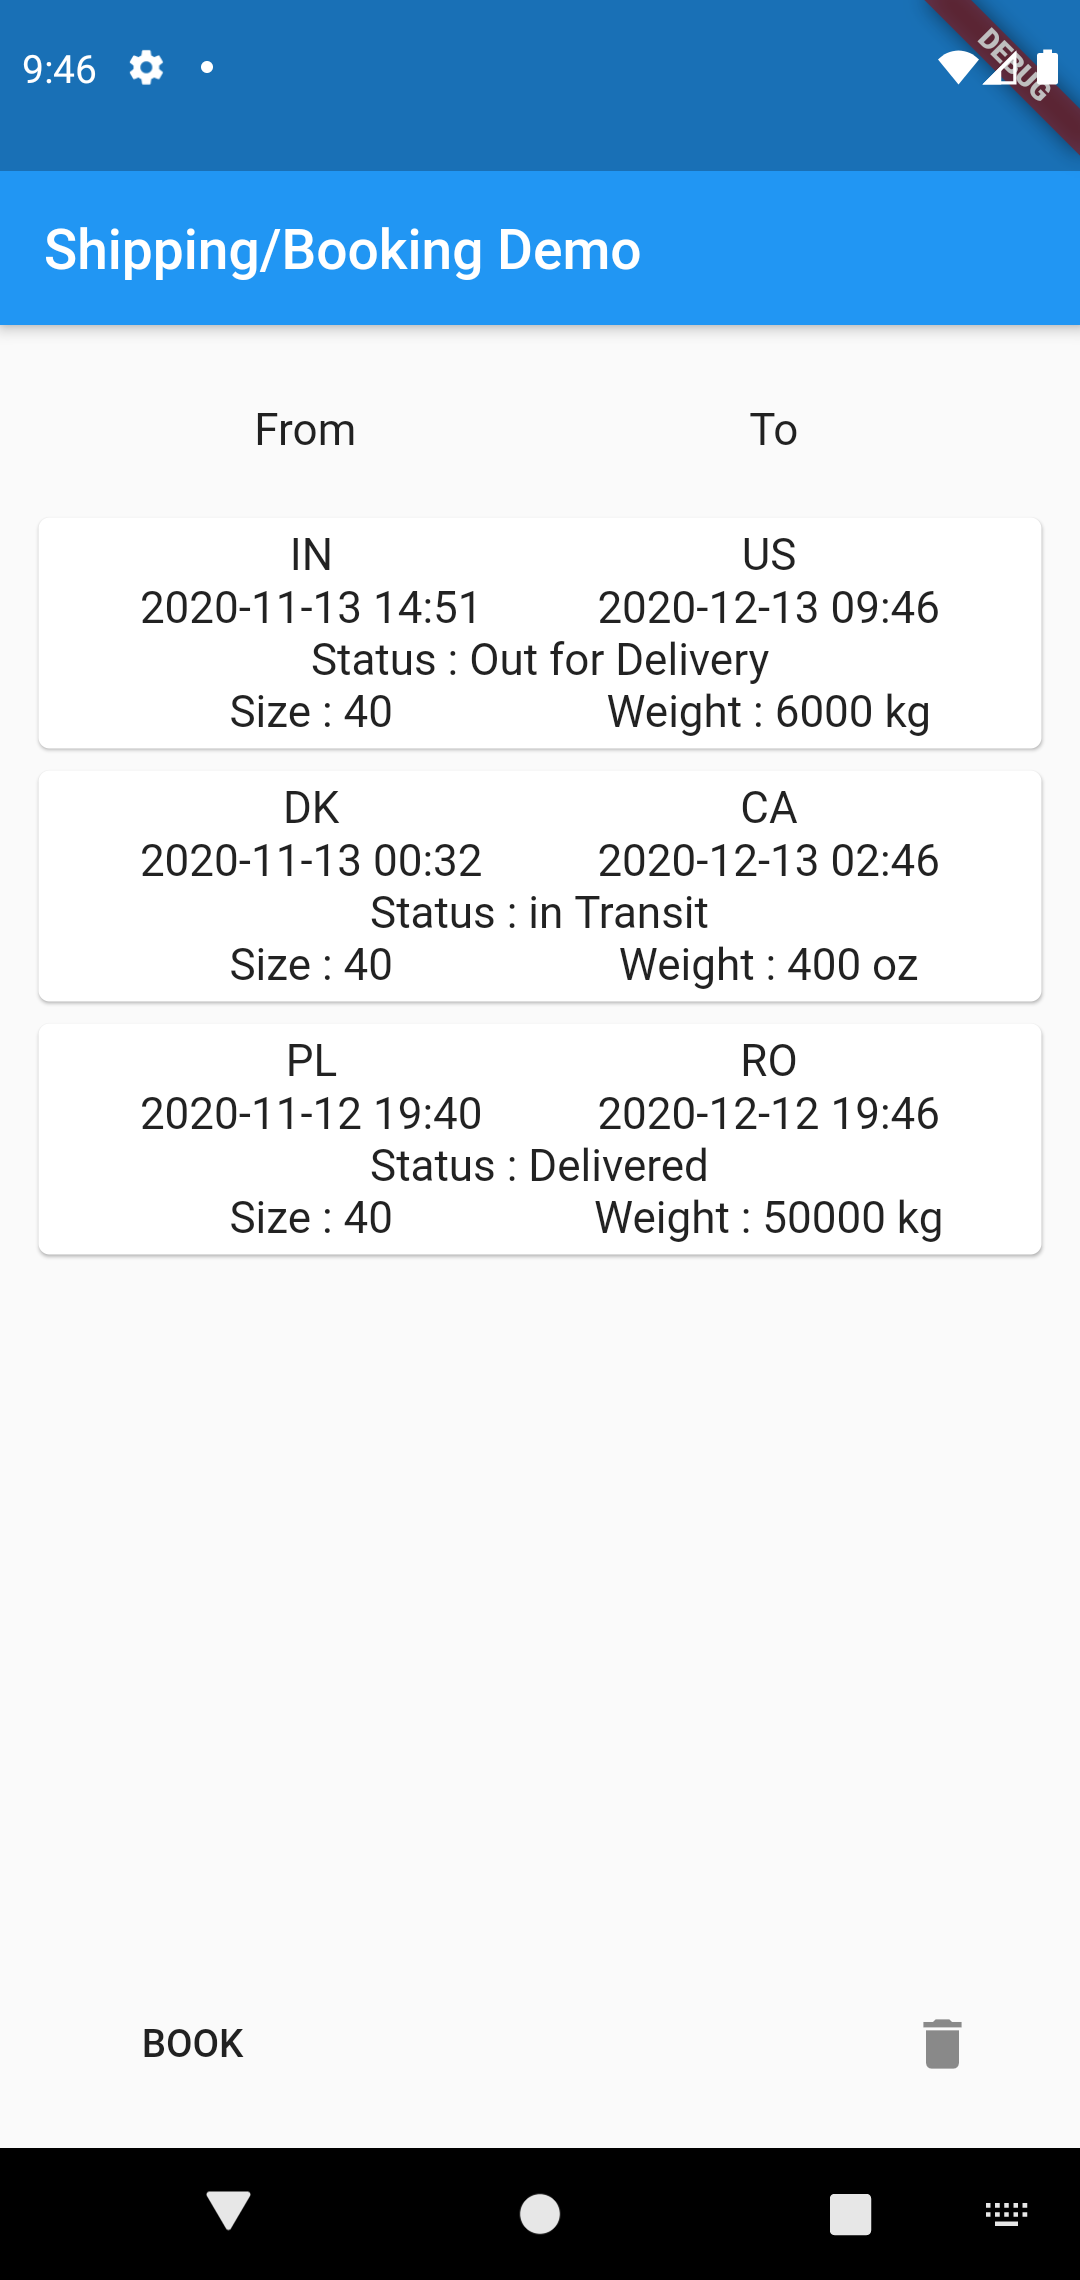 9:46
DEBUG
Shipping/Booking Demo
From To
IN US
2020-11-13 14:51 2020-12-13 09:46
Status : Out for Delivery
Size : 40 Weight : 6000 kg
DK CA
2020-11-13 00:32 2020-12-13 02:46
Status : in Transit
Size : 40 Weight : 400 oz
PL RO
2020-11-12 19:40 2020-12-12 19:46
Status : Delivered
Size : 40 Weight : 50000 kg
BOOK